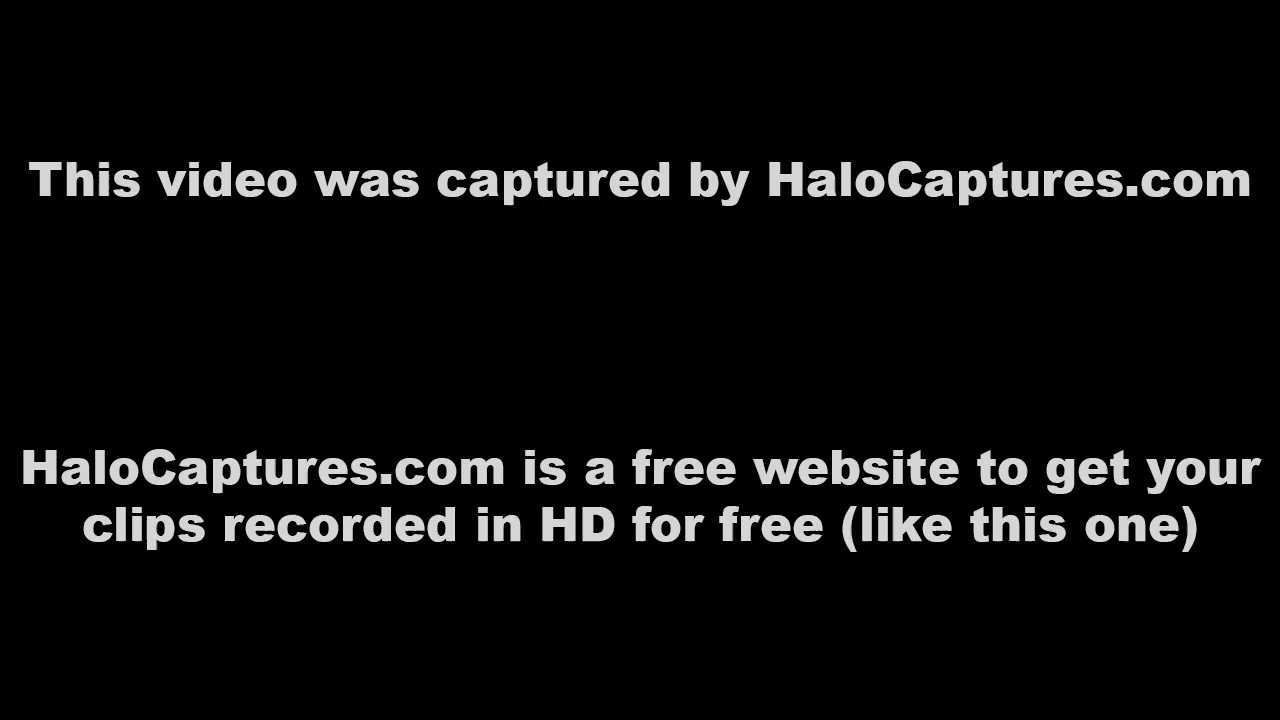 This video was captured by HaloCaptures.com
HaloCaptures.com is a free website to get your
clips recorded in HD for free (like this one)